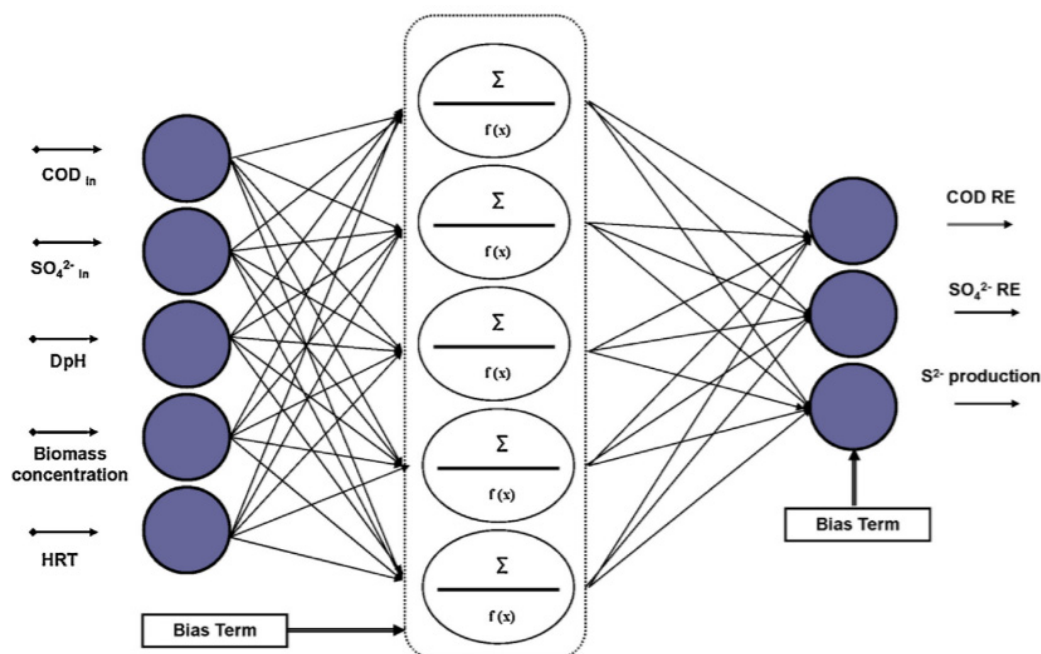 COD In
SO₄²⁻ In
DpH
Biomass
concentration
HRT
Bias Term
Σ
f(x)
Σ
f(x)
Σ
f(x)
Σ
f(x)
Σ
f(x)
COD RE
SO₄²⁻ RE
S²⁻ production
Bias Term